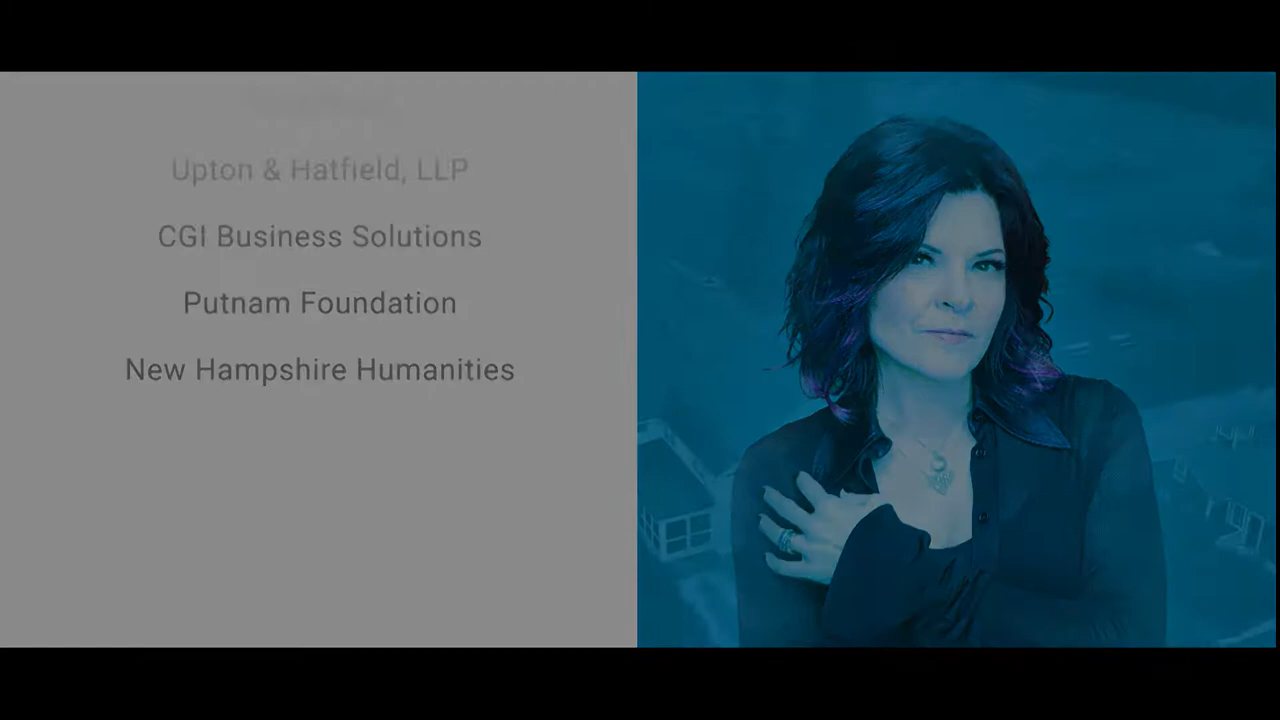 Upton & Hatfield, LLP
CGI Business Solutions
Putnam Foundation
New Hampshire Humanities